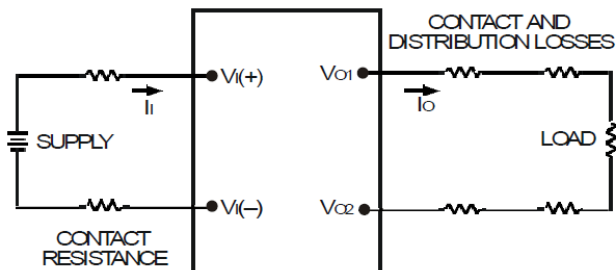 CONTACT AND
DISTRIBUTION LOSSES
VI(+)
VO1
II
IO
SUPPLY
LOAD
VI(–)
VO2
CONTACT
RESISTANCE